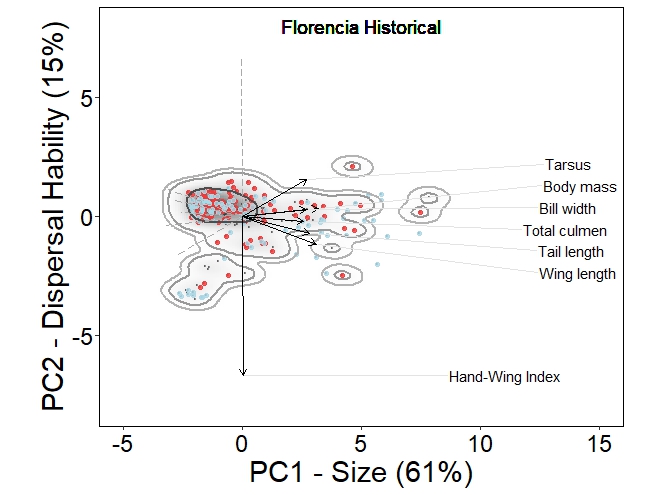 Florencia Historical
PC2 - Dispersal Hability (15%)
5
0
-5
Tarsus
Body mass
Bill width
Total culmen
Tail length
Wing length
Hand-Wing Index
-5
0
5
10
15
PC1 - Size (61%)